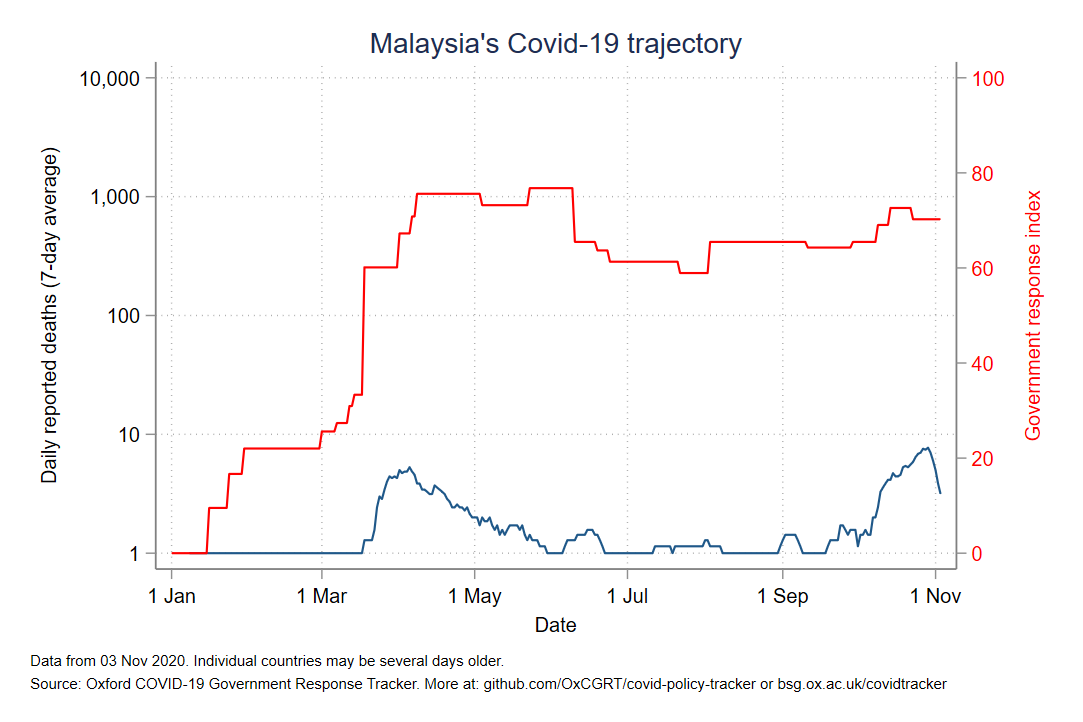 Malaysia's Covid-19 trajectory
10,000
1,000
100
10
1
Daily reported deaths (7-day average)
100
80
60
40
20
0
Government response index
1 Jan 1 Mar 1 May 1 Jul 1 Sep 1 Nov
Date
Data from 03 Nov 2020. Individual countries may be several days older.
Source: Oxford COVID-19 Government Response Tracker. More at: github.com/OxCGRT/covid-policy-tracker or bsg.ox.ac.uk/covidtracker